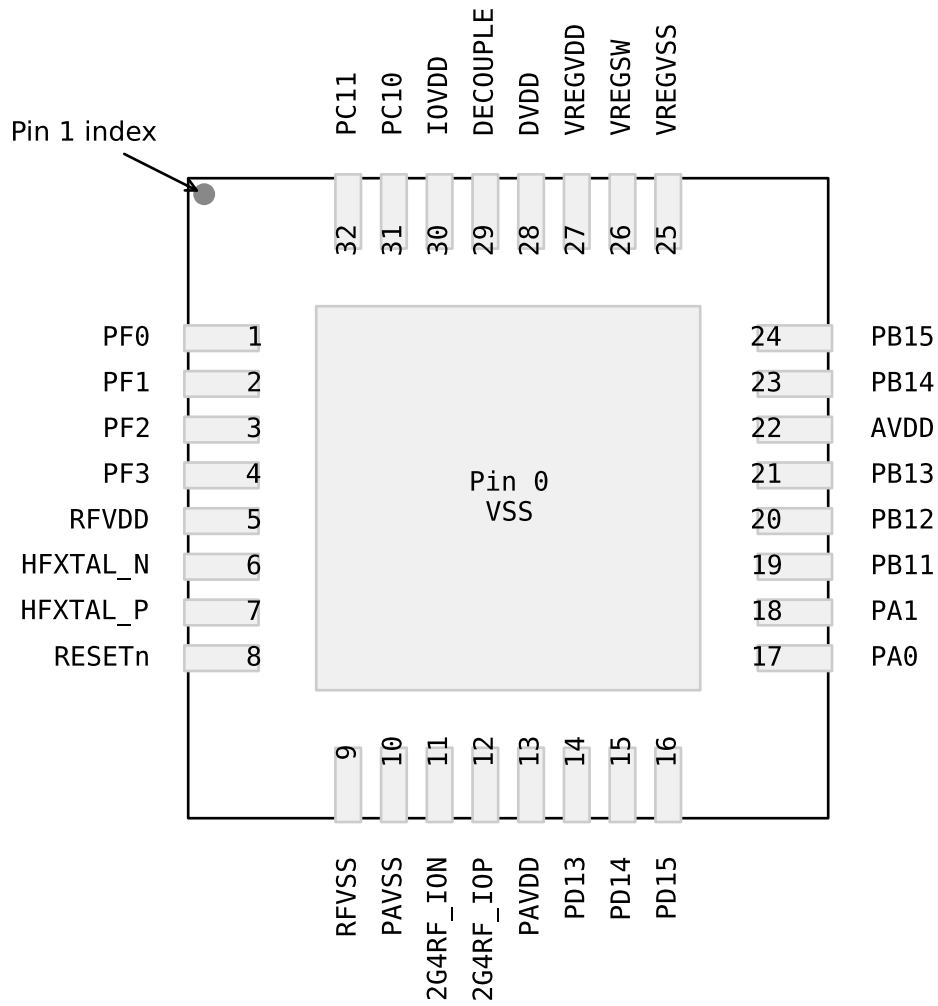 PC11
PC10
IOVDD
DECOUPLE
DVDD
VREGVDD
VREGSW
VREGVSS
Pin 1 index
32
31
30
29
28
27
26
25
PF0 1
PF1 2
PF2 3
PF3 4
RFVDD 5
HFXTAL_N 6
HFXTAL_P 7
RESETn 8
Pin 0
VSS
24 PB15
23 PB14
22 AVDD
21 PB13
20 PB12
19 PB11
18 PA1
17 PA0
9
10
11
12
13
14
15
16
RFVSS
PAVSS
2G4RF_ION
2G4RF_IOP
PAVDD
PD13
PD14
PD15